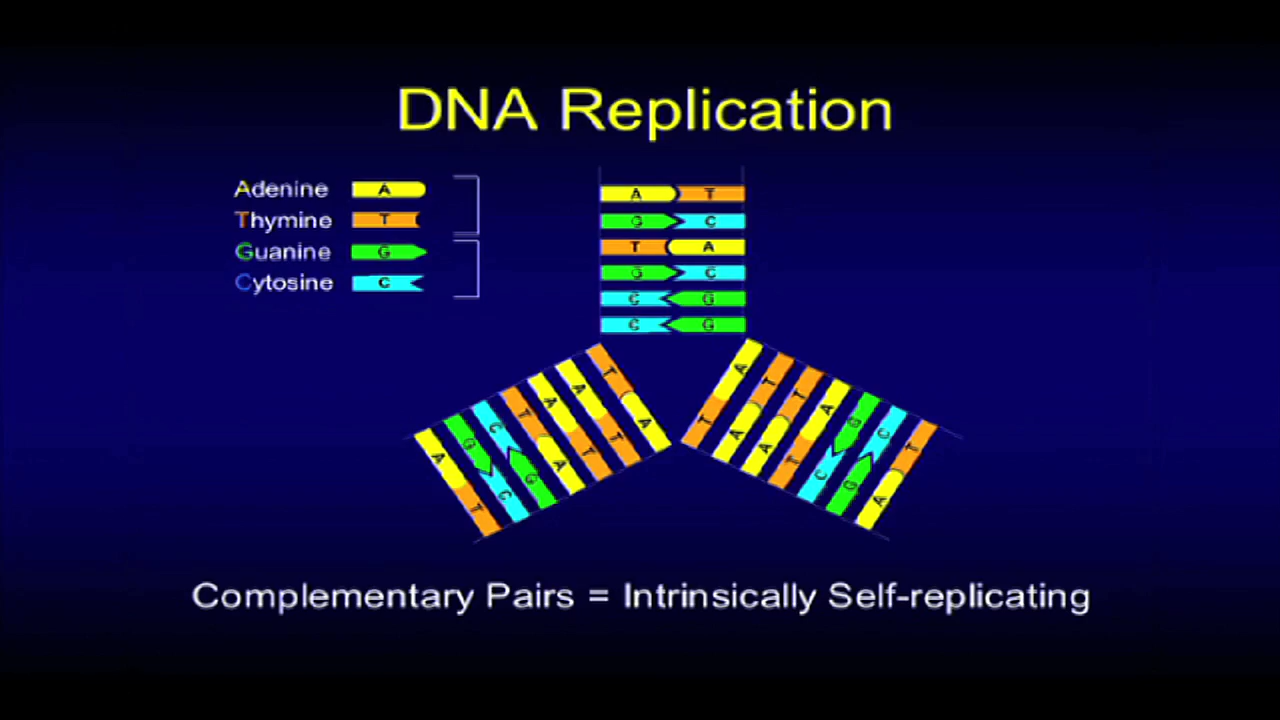 DNA Replication
Adenine A
Thymine T
Guanine G
Cytosine C
A T
G C
T A
G C
C G
C G
A G C T A A T
T C G A T T A
A T T A G C T
T A A T C G A
Complementary Pairs = Intrinsically Self-replicating